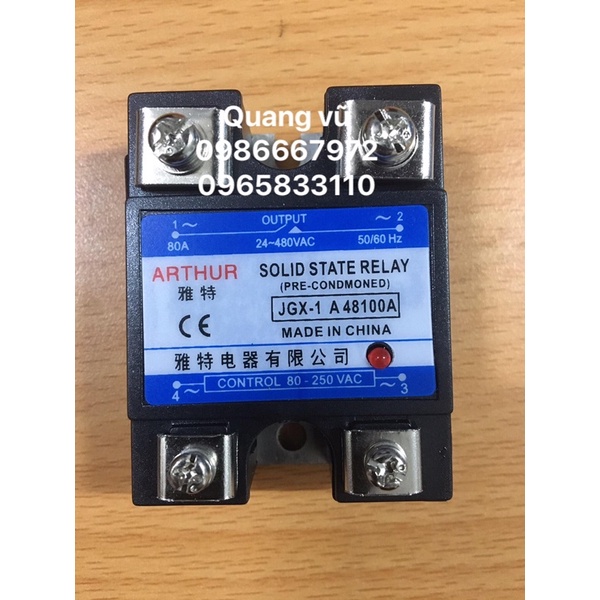 Quang vũ
0986667972
0965833110
1 ~ OUTPUT ~ 2
80A 24~480VAC 50/60 Hz
ARTHUR SOLID STATE RELAY
雅特 (PRE-CONDMONED)
JGX-1 A 48100A
CE MADE IN CHINA
雅特电器有限公司
4 ~ CONTROL 80 - 250 VAC ~ 3